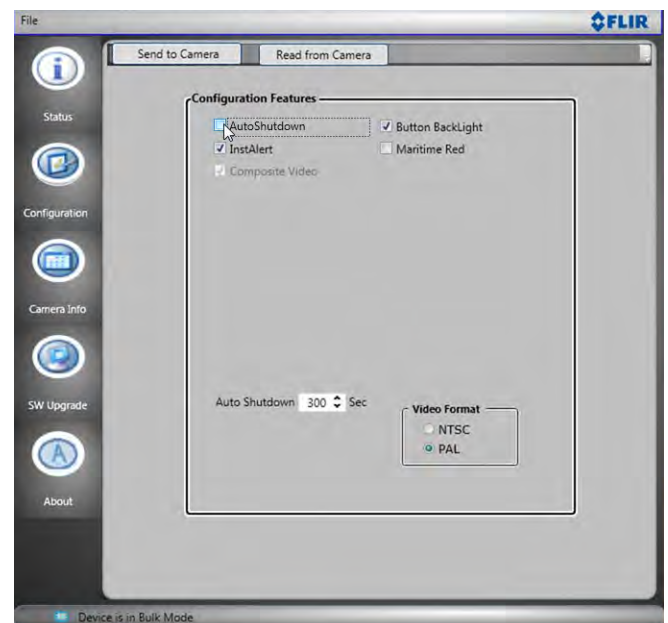 File
FLIR
Send to Camera
Read from Camera
Status
Configuration
Camera Info
SW Upgrade
About
Configuration Features
AutoShutdown
Button BackLight
InstAlert
Maritime Red
Composite Video
Auto Shutdown 300 Sec
Video Format
NTSC
PAL
Device is in Bulk Mode